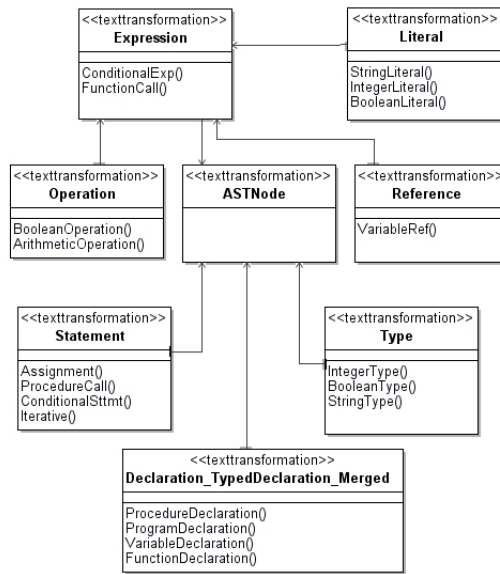 <<texttransformation>>
Expression
ConditionalExp()
FunctionCall()
<<texttransformation>>
Literal
StringLiteral()
IntegerLiteral()
BooleanLiteral()
<<texttransformation>>
Operation
BooleanOperation()
ArithmeticOperation()
<<texttransformation>>
ASTNode
<<texttransformation>>
Reference
VariableRef()
<<texttransformation>>
Statement
Assignment()
ProcedureCall()
ConditionalSttmt()
Iterative()
<<texttransformation>>
Type
IntegerType()
BooleanType()
StringType()
<<texttransformation>>
Declaration_TypedDeclaration_Merged
ProcedureDeclaration()
ProgramDeclaration()
VariableDeclaration()
FunctionDeclaration()